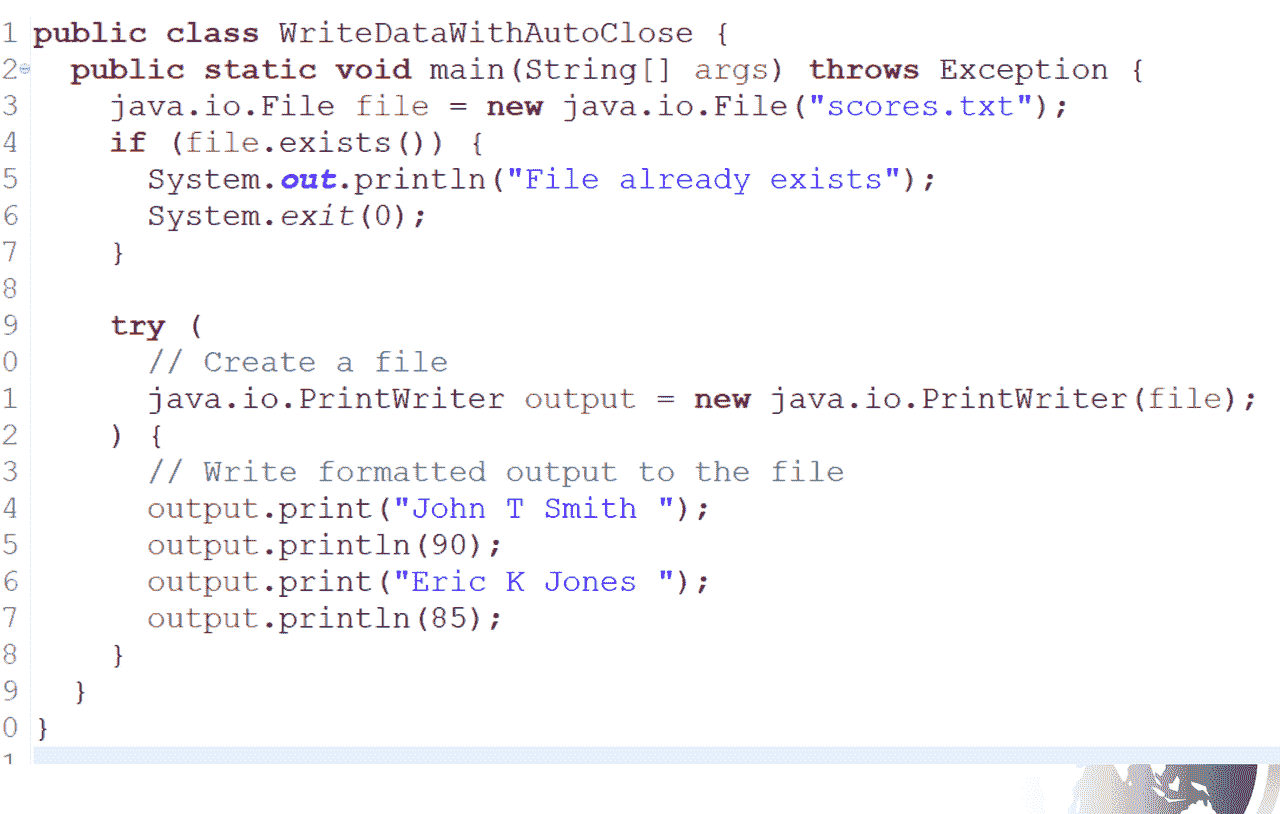 1 public class WriteDataWithAutoClose {
2   public static void main(String[] args) throws Exception {
3     java.io.File file = new java.io.File("scores.txt");
4     if (file.exists()) {
5       System.out.println("File already exists");
6       System.exit(0);
7     }
8
9     try (
0       // Create a file
1       java.io.PrintWriter output = new java.io.PrintWriter(file);
2     ) {
3       // Write formatted output to the file
4       output.print("John T Smith ");
5       output.println(90);
6       output.print("Eric K Jones ");
7       output.println(85);
8     }
9   }
0 }
1